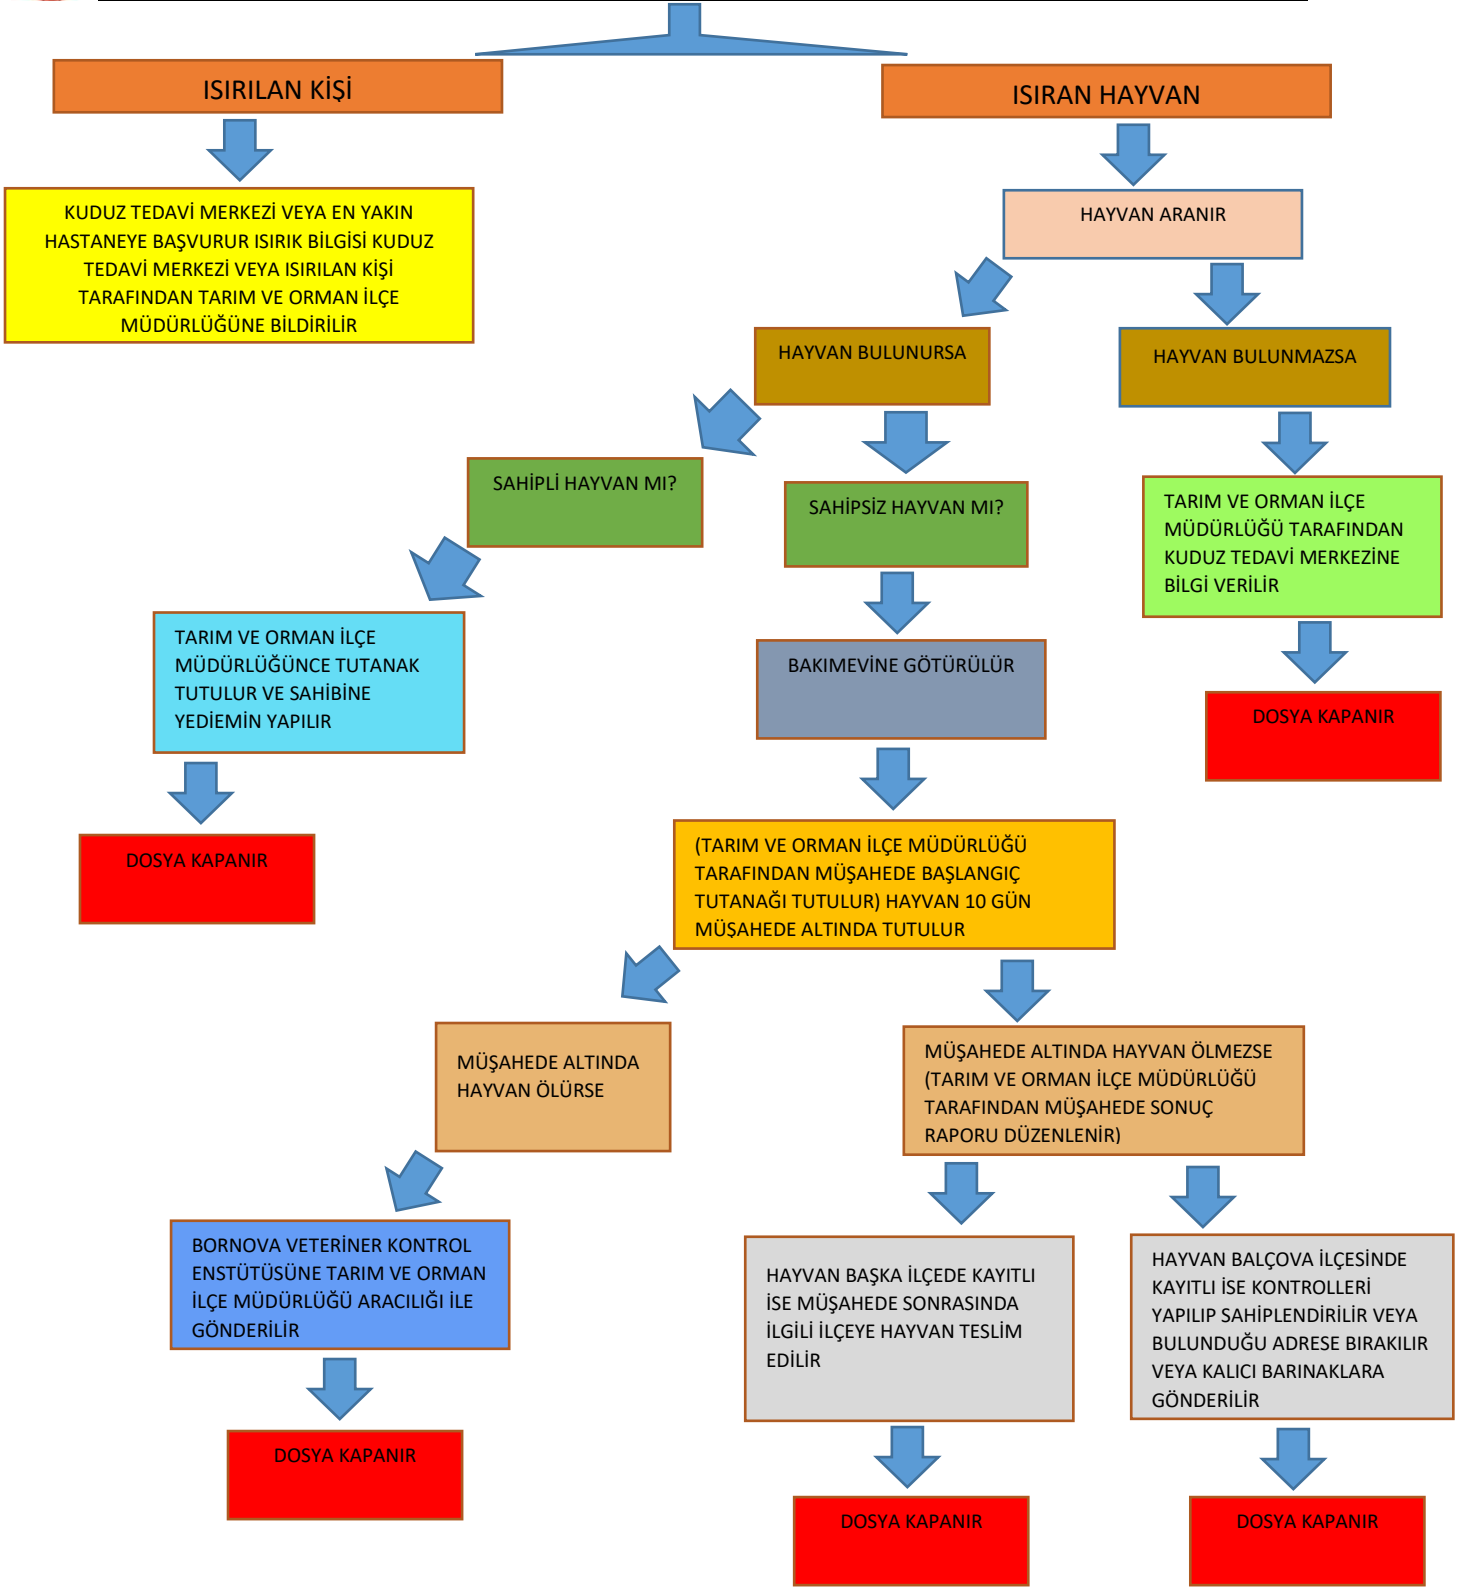 ISIRILAN KİŞİ
ISIRAN HAYVAN
KUDUZ TEDAVİ MERKEZİ VEYA EN YAKIN
HASTANEYE BAŞVURUR ISIRIK BİLGİSİ KUDUZ
TEDAVİ MERKEZİ VEYA ISIRILAN KİŞİ
TARAFINDAN TARIM VE ORMAN İLÇE
MÜDÜRLÜĞÜNE BİLDİRİLİR
HAYVAN ARANIR
HAYVAN BULUNURSA
HAYVAN BULUNMAZSA
SAHİPLİ HAYVAN MI?
SAHİPSİZ HAYVAN MI?
TARIM VE ORMAN İLÇE
MÜDÜRLÜĞÜ TARAFINDAN
KUDUZ TEDAVİ MERKEZİNE
BİLGİ VERİLİR
TARIM VE ORMAN İLÇE
MÜDÜRLÜĞÜNCE TUTANAK
TUTULUR VE SAHİBİNE
YEDİEMİN YAPILIR
BAKIMEVİNE GÖTÜRÜLÜR
DOSYA KAPANIR
DOSYA KAPANIR
(TARIM VE ORMAN İLÇE MÜDÜRLÜĞÜ
TARAFINDAN MÜŞAHEDE BAŞLANGIÇ
TUTANAĞI TUTULUR) HAYVAN 10 GÜN
MÜŞAHEDE ALTINDA TUTULUR
MÜŞAHEDE ALTINDA
HAYVAN ÖLÜRSE
MÜŞAHEDE ALTINDA HAYVAN ÖLMEZSE
(TARIM VE ORMAN İLÇE MÜDÜRLÜĞÜ
TARAFINDAN MÜŞAHEDE SONUÇ
RAPORU DÜZENLENİR)
BORNOVA VETERİNER KONTROL
ENSTÜTÜSÜNE TARIM VE ORMAN
İLÇE MÜDÜRLÜĞÜ ARACILIĞI İLE
GÖNDERİLİR
HAYVAN BAŞKA İLÇEDE KAYITLI
İSE MÜŞAHEDE SONRASINDA
İLGİLİ İLÇEYE HAYVAN TESLİM
EDİLİR
HAYVAN BALÇOVA İLÇESİNDE
KAYITLI İSE KONTROLLERİ
YAPILIP SAHİPLENDİRİLİR VEYA
BULUNDUĞU ADRESE BIRAKILIR
VEYA KALICI BARINAKLARA
GÖNDERİLİR
DOSYA KAPANIR
DOSYA KAPANIR
DOSYA KAPANIR